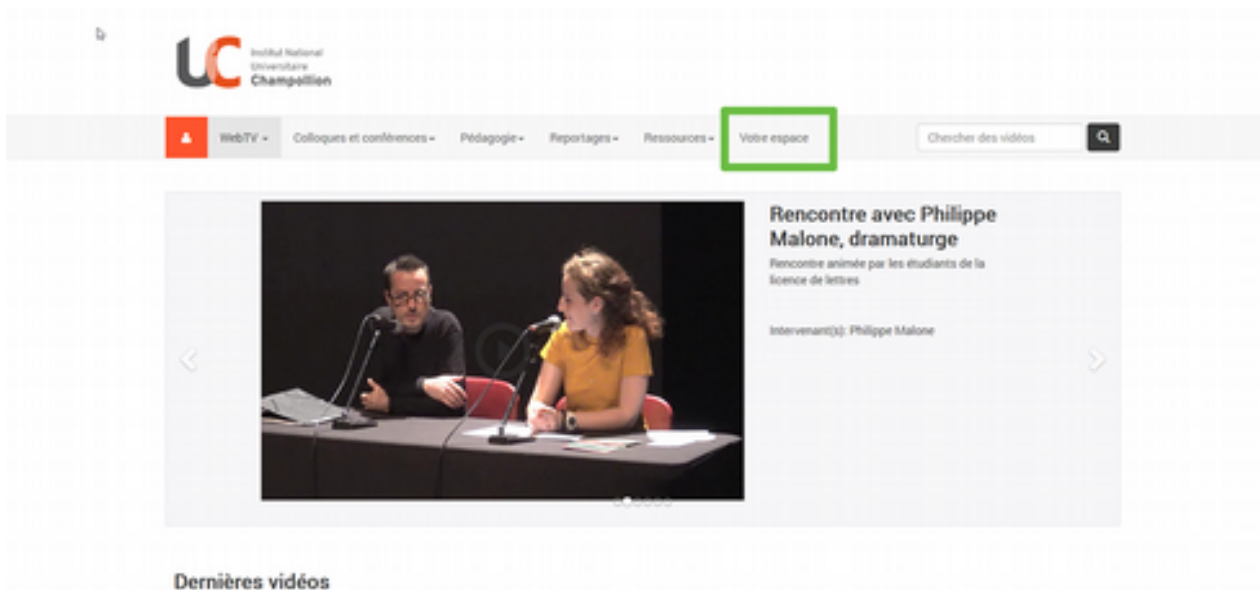 UC
Institut National
Universitaire
Champollion
WebTV
Colloques et conférences
Pédagogie
Reportages
Ressources
Votre espace
Chercher des vidéos
Rencontre avec Philippe
Malone, dramaturge
Rencontre animée par les étudiants de la
licence de lettres
Intervenant(s): Philippe Malone
Dernières vidéos